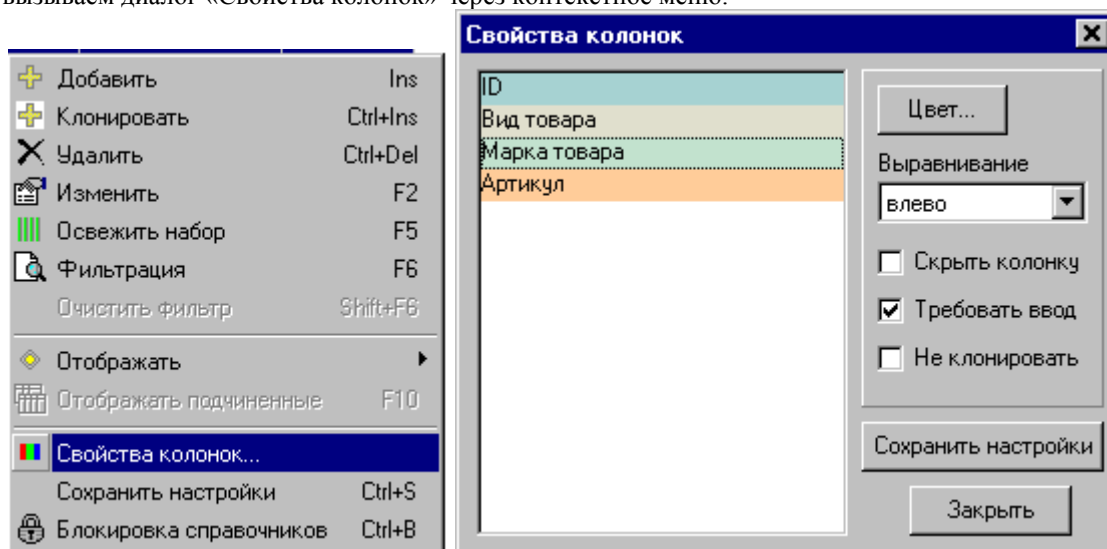 вызываем диалог «Свойства колонок» через контекстное меню:
Добавить Ins
Клонировать Ctrl+Ins
Удалить Ctrl+Del
Изменить F2
Освежить набор F5
Фильтрация F6
Очистить фильтр Shift+F6
Отображать
Отображать подчиненные F10
Свойства колонок...
Сохранить настройки Ctrl+S
Блокировка справочников Ctrl+B
Свойства колонок
ID
Вид товара
Марка товара
Артикул
Цвет...
Выравнивание
влево
Скрыть колонку
Требовать ввод
Не клонировать
Сохранить настройки
Закрыть